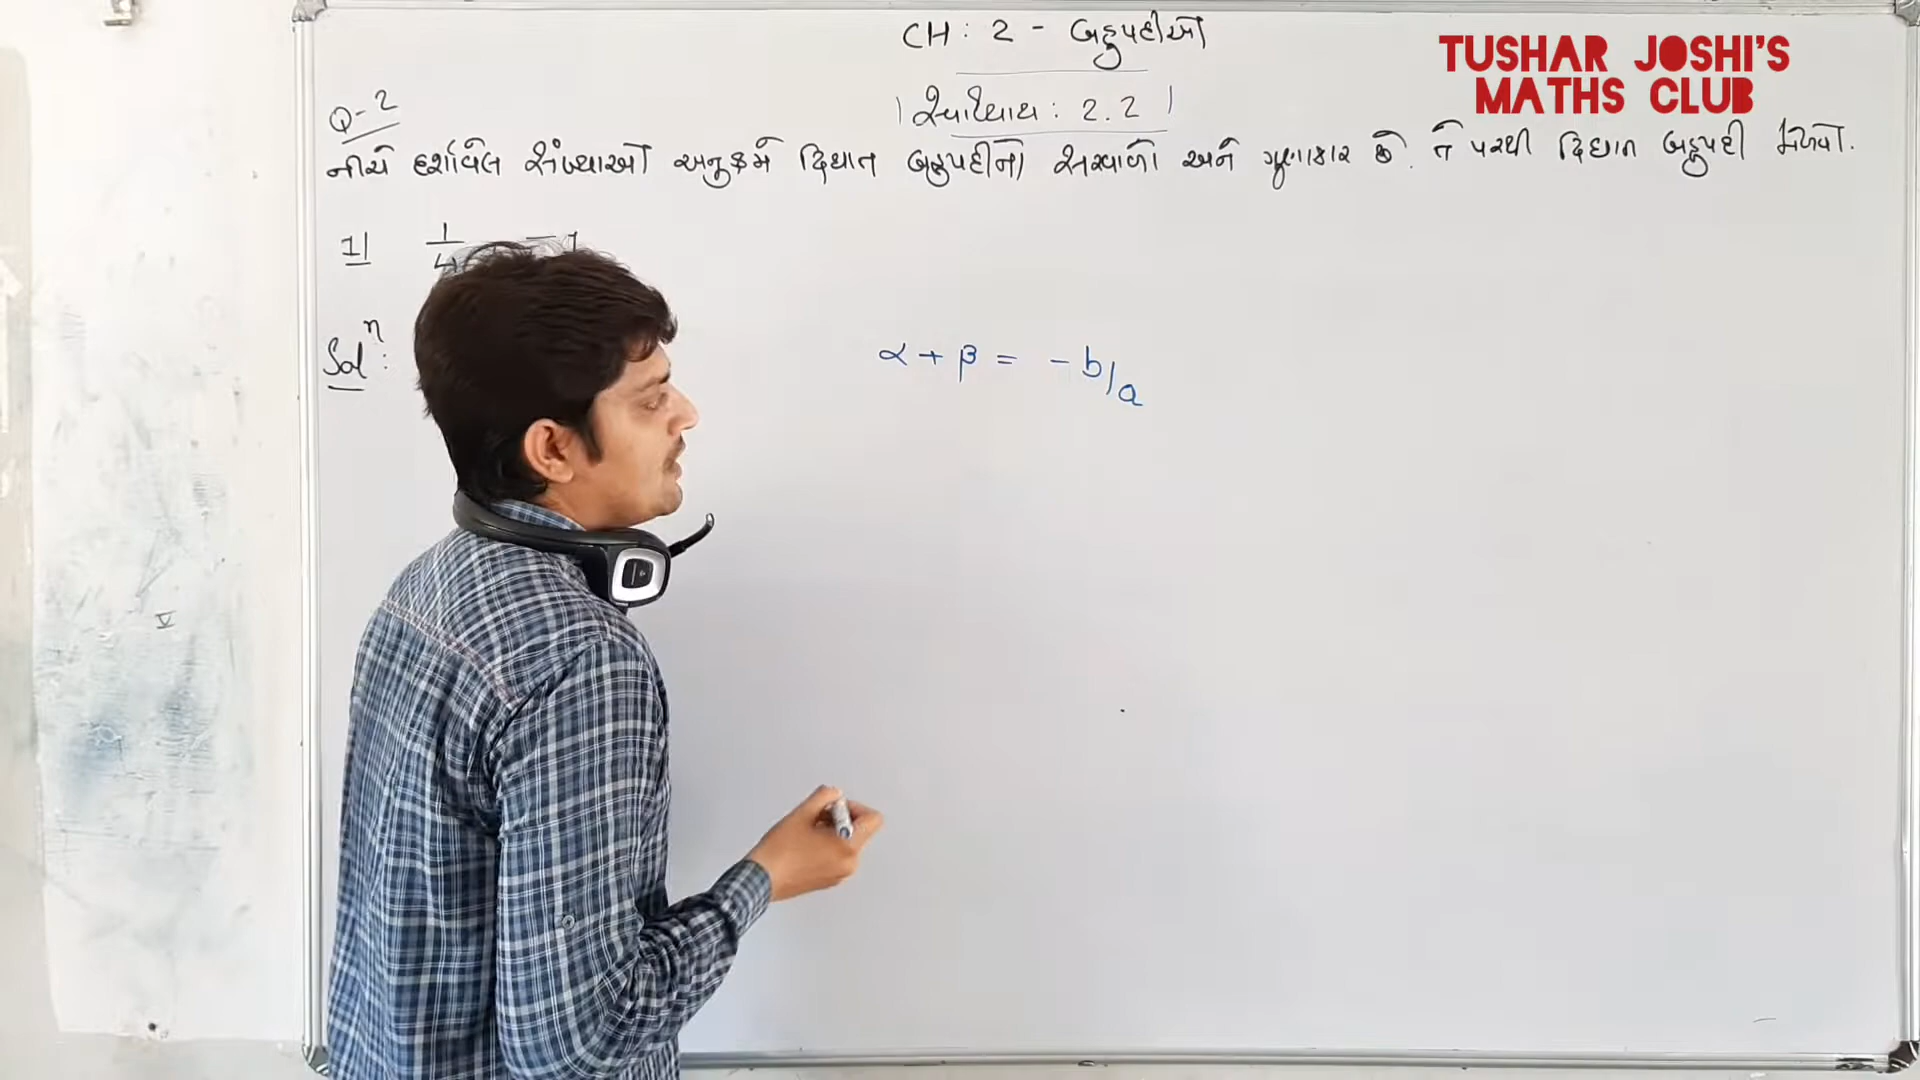 CH: 2 - બહુપદીઓ
TUSHAR JOSHI'S
MATHS CLUB
સ્વાધ્યાય: 2.2
Q-2
નીચે દર્શાવેલ સંખ્યાઓ અનુક્રમે દ્વિઘાત બહુપદીનો સરવાળો અને ગુણાકાર છે. તે પરથી દ્વિઘાત બહુપદી મેળવો.
1] 1/4
Solⁿ:
α + β = -b/a